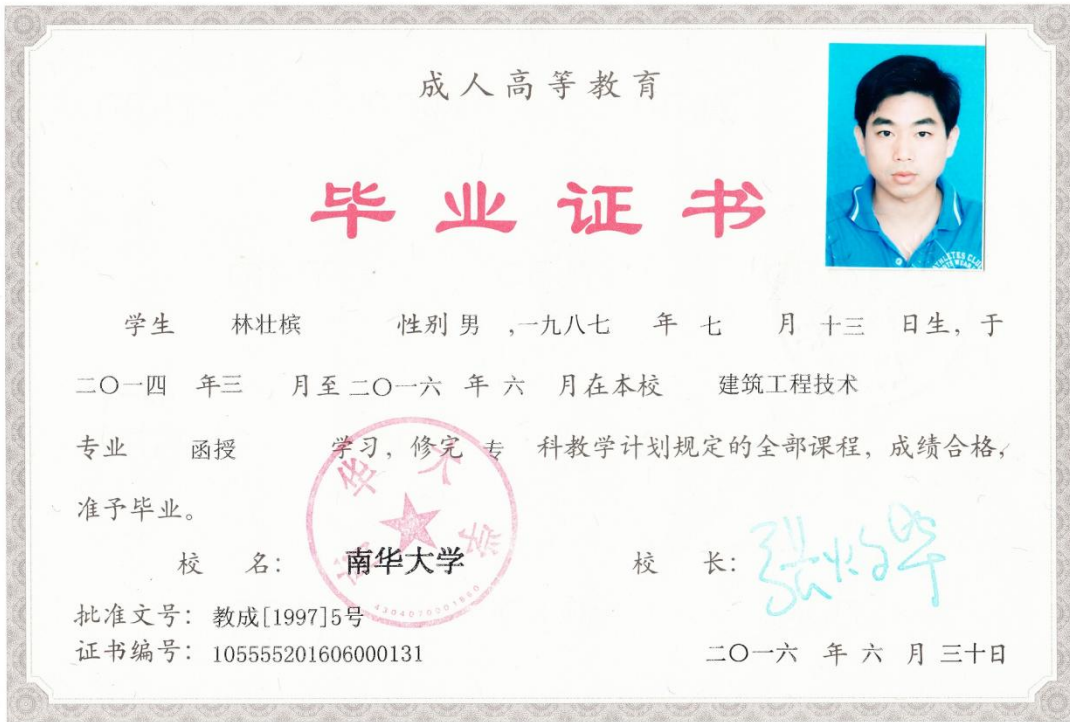 成人高等教育
毕业证书
学生 林壮槟 性别 男 ,一九八七 年 七 月 十三 日生，于
二〇一四 年三 月至 二〇一六 年 六 月在本校 建筑工程技术
专业 函授 学习，修完 专 科教学计划规定的全部课程，成绩合格，
准予毕业。
校 名： 南华大学 校 长：
批准文号：教成[1997]5号
证书编号：105555201606000131
二〇一六 年 六 月 三十日
南华大学
ATHLETES CLUB